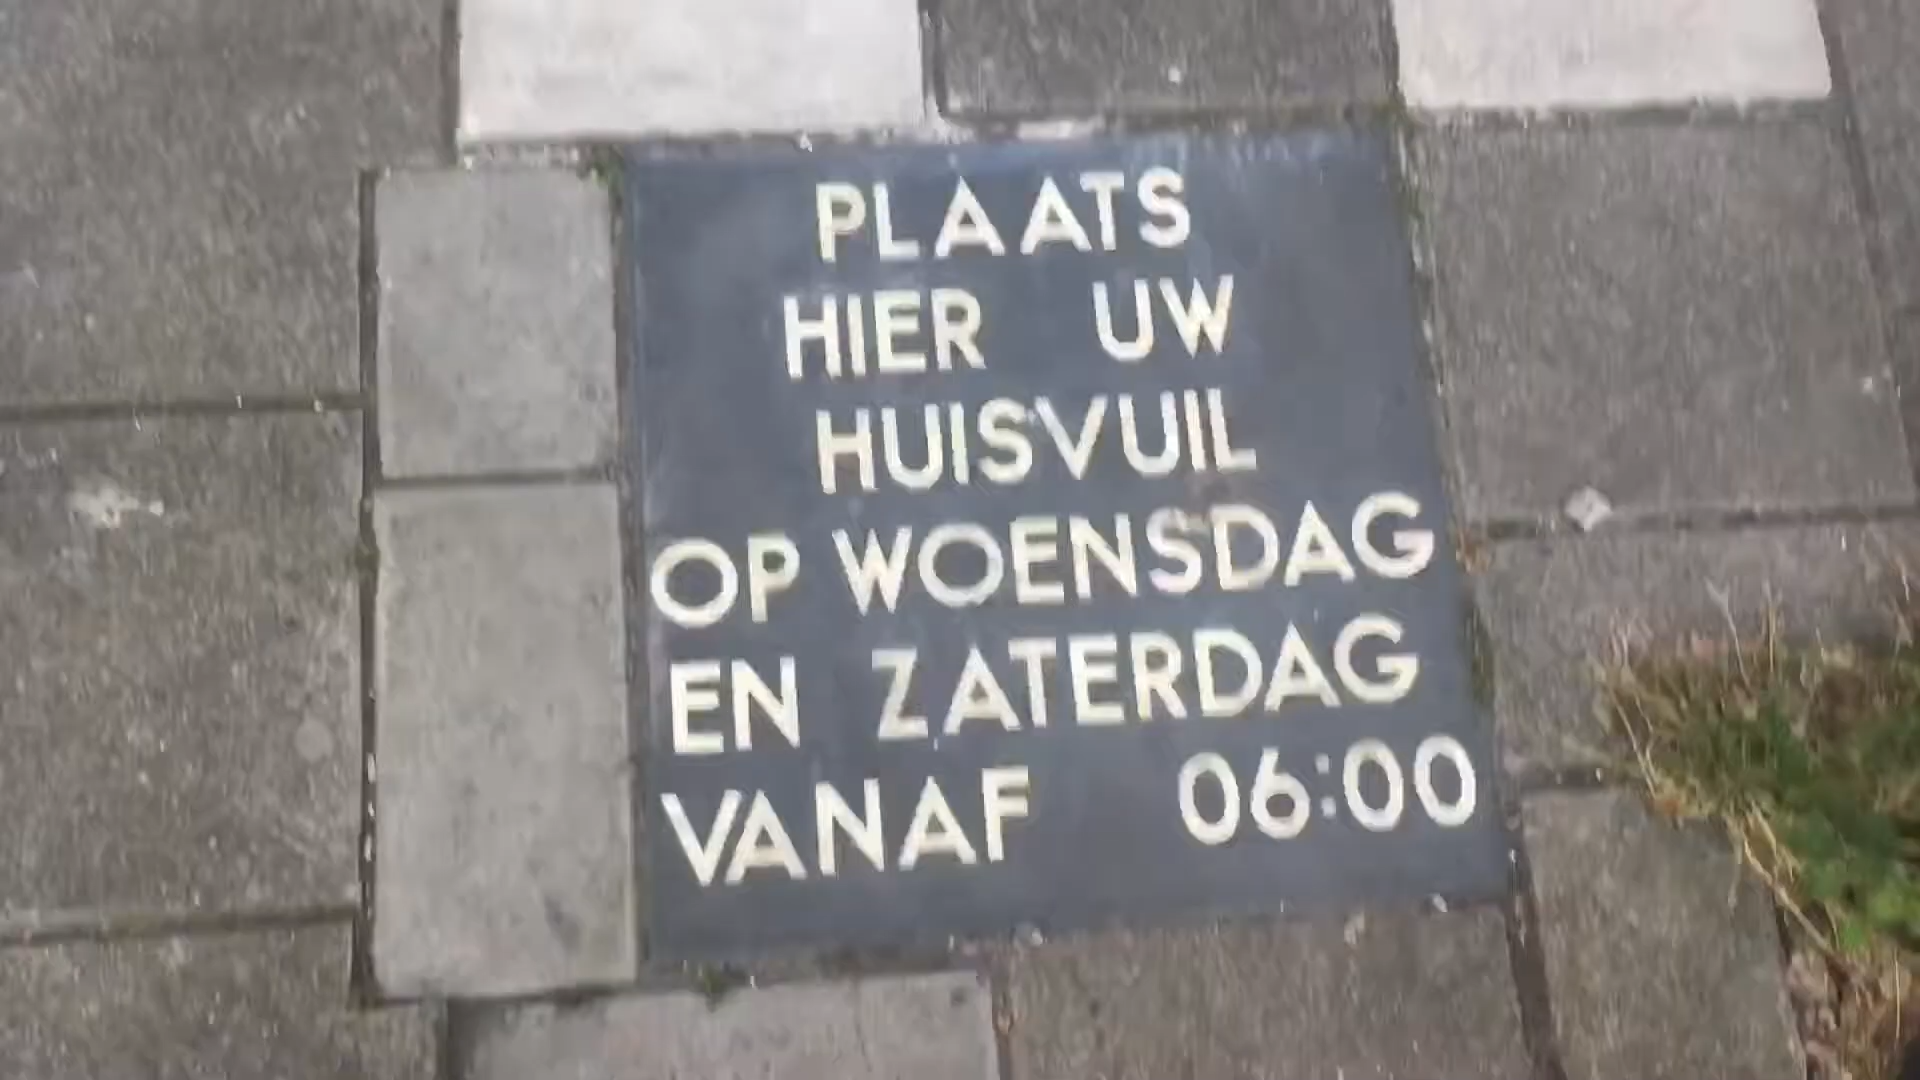 PLAATS
HIER UW
HUISVUIL
OP WOENSDAG
EN ZATERDAG
VANAF 06:00